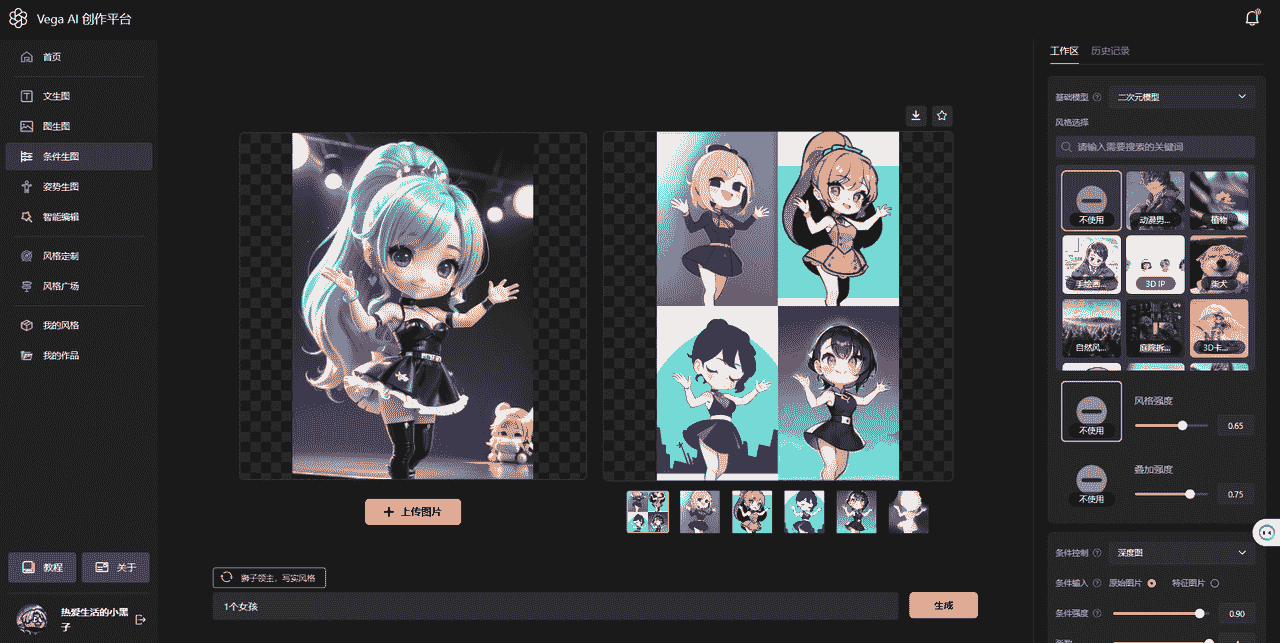 Vega AI 创作平台
首页
文生图
图生图
条件生图
姿势生图
智能编辑
风格定制
风格广场
我的风格
我的作品
教程
关于
热爱生活的小黑
子
上传图片
狮子领主，写实风格
1个女孩
生成
工作区
历史记录
基础模型
二次元模型
风格选择
请输入需要搜索的关键词
不使用
动漫男...
植物
手绘画...
3D IP
柴犬
自然风...
庭院拆...
3D卡...
不使用
风格强度
0.65
不使用
叠加强度
0.75
条件控制
深度图
条件输入
原始图片
特征图片
条件强度
0.90